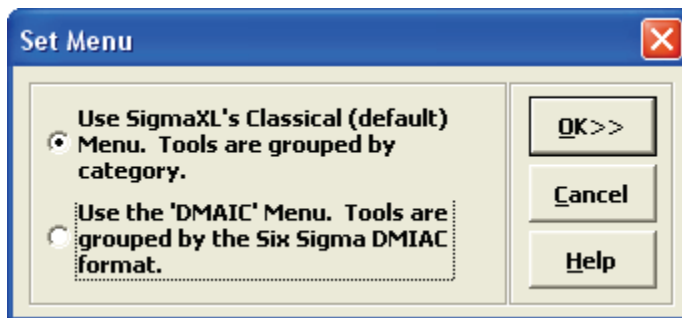 Set Menu
Use SigmaXL's Classical (default)
Menu. Tools are grouped by
category.
Use the 'DMAIC' Menu. Tools are
grouped by the Six Sigma DMIAC
format.
OK>>
Cancel
Help